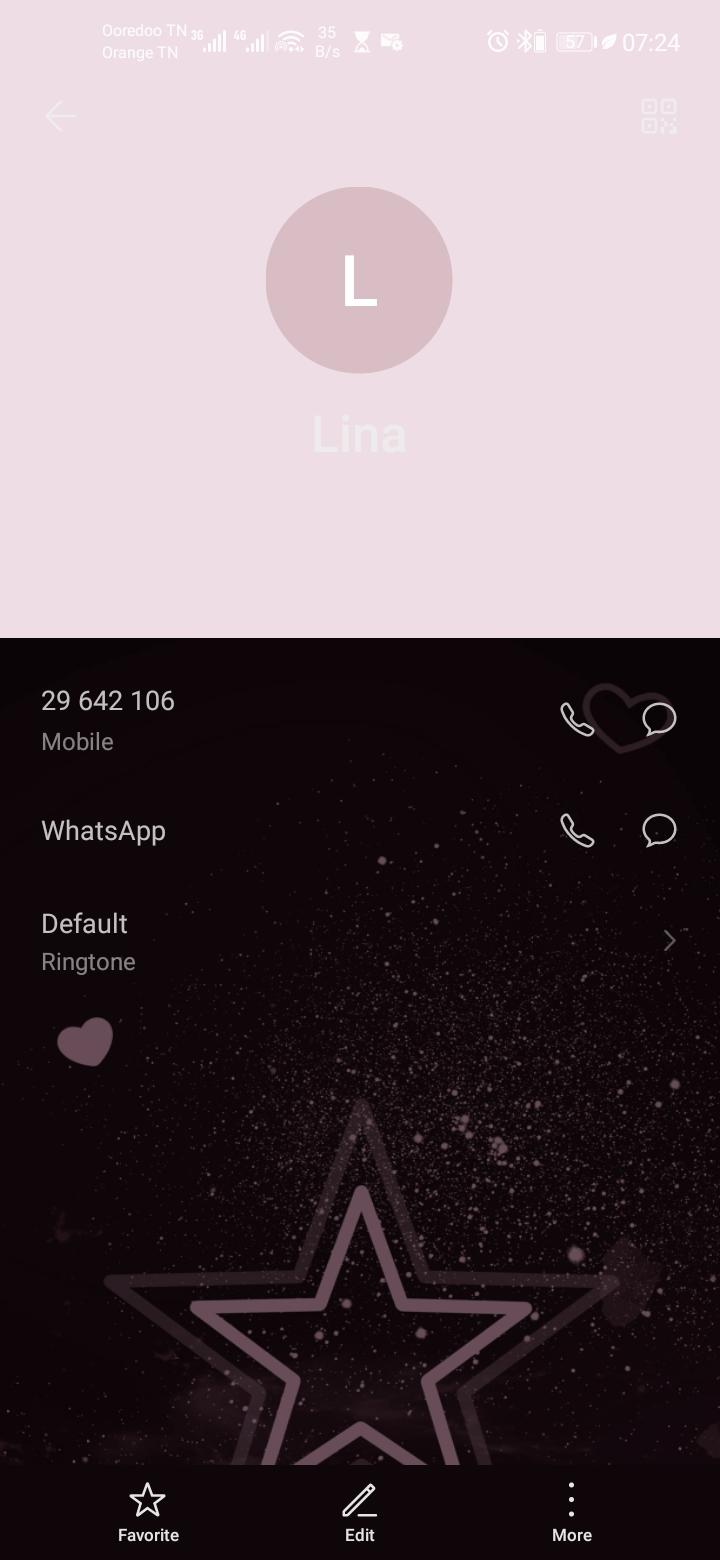 Ooredoo TN 3G 4G 35 57 07:24
Orange TN B/s
L
Lina
29 642 106
Mobile
WhatsApp
Default
Ringtone
Favorite Edit More